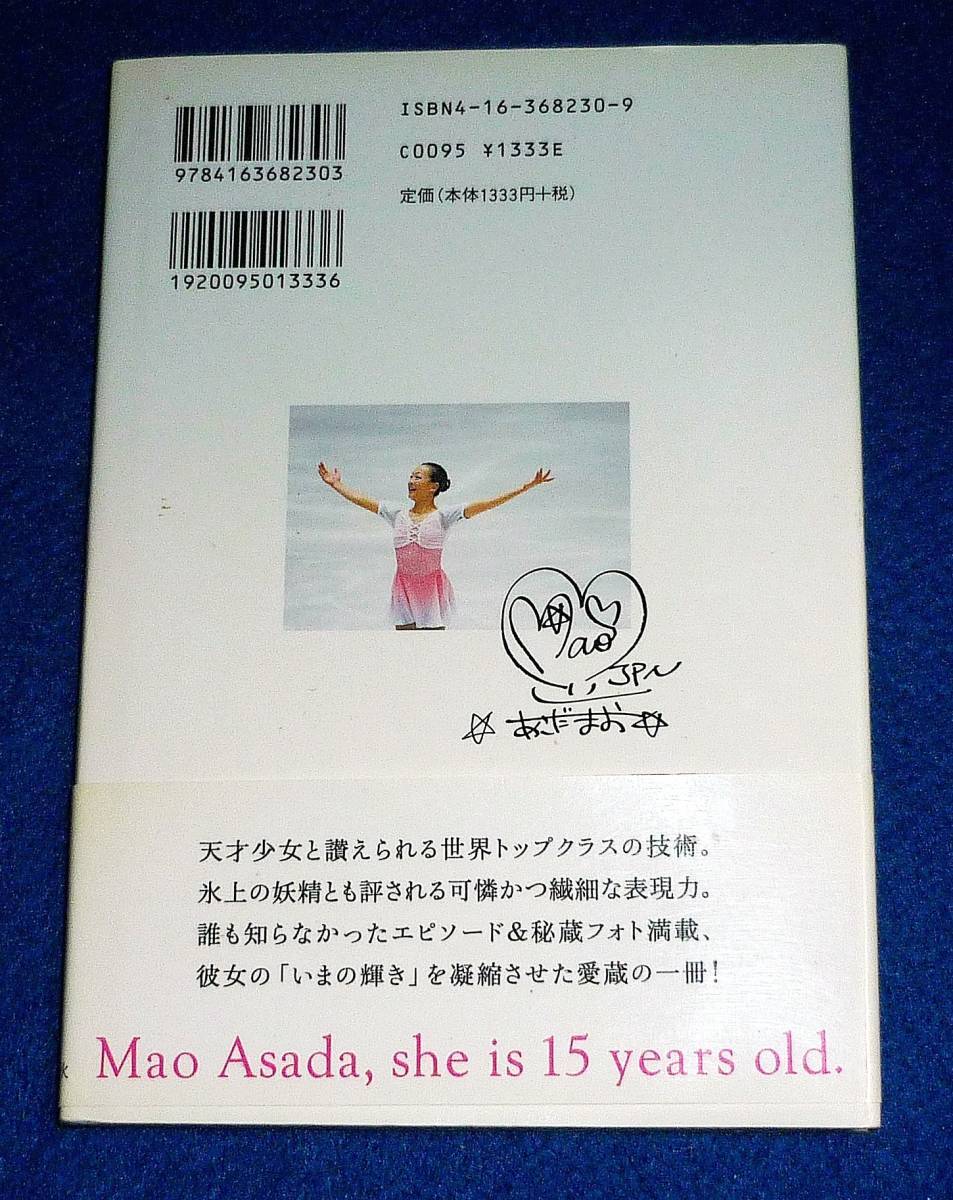 ISBN4-16-368230-9
C0095 ¥1333E
定価(本体1333円+税)
9784163682303
1920095013336
Mao
JPN
☆あさだまお☆
天才少女と讃えられる世界トップクラスの技術。
氷上の妖精とも評される可憐かつ繊細な表現力。
誰も知らなかったエピソード&秘蔵フォト満載、
彼女の「いまの輝き」を凝縮させた愛蔵の一冊!
Mao Asada, she is 15 years old.